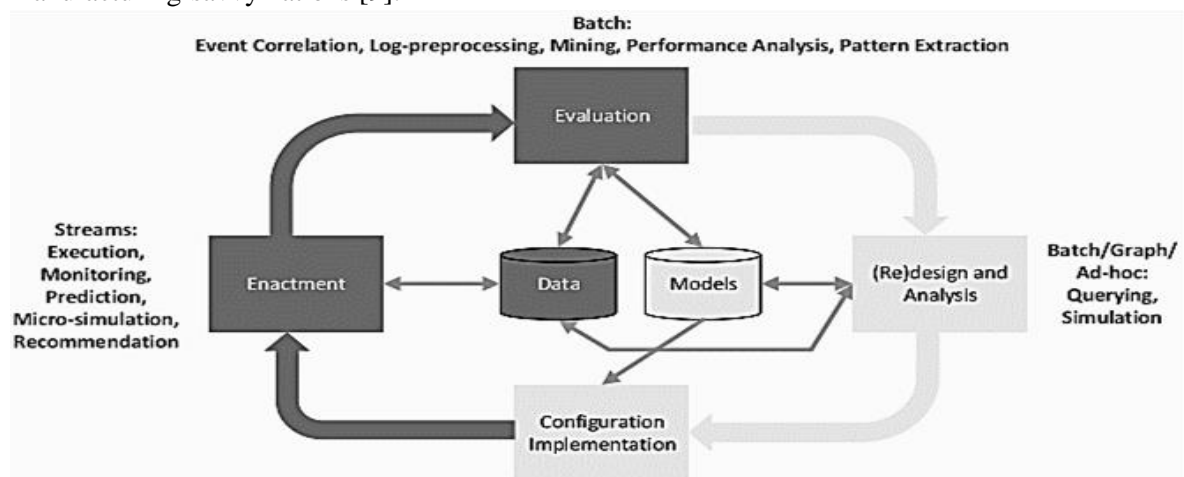 Batch:
Event Correlation, Log-preprocessing, Mining, Performance Analysis, Pattern Extraction
Evaluation
Streams:
Execution,
Monitoring,
Prediction,
Micro-simulation,
Recommendation
Enactment
Data
Models
(Re)design and
Analysis
Batch/Graph/
Ad-hoc:
Querying,
Simulation
Configuration
Implementation